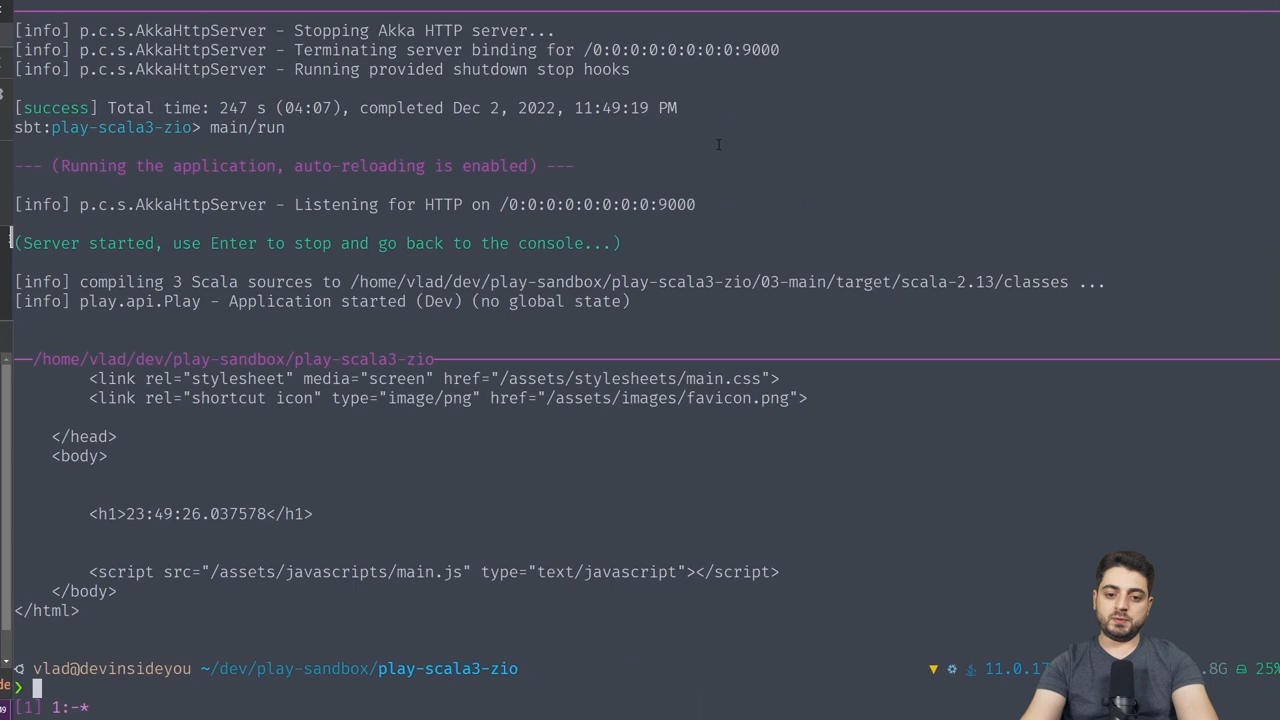 [info] p.c.s.AkkaHttpServer - Stopping Akka HTTP server...
[info] p.c.s.AkkaHttpServer - Terminating server binding for /0:0:0:0:0:0:0:0:9000
[info] p.c.s.AkkaHttpServer - Running provided shutdown stop hooks
[success] Total time: 247 s (04:07), completed Dec 2, 2022, 11:49:19 PM
sbt:play-scala3-zio> main/run
--- (Running the application, auto-reloading is enabled) ---
[info] p.c.s.AkkaHttpServer - Listening for HTTP on /0:0:0:0:0:0:0:0:9000
(Server started, use Enter to stop and go back to the console...)
[info] compiling 3 Scala sources to /home/vlad/dev/play-sandbox/play-scala3-zio/03-main/target/scala-2.13/classes ...
[info] play.api.Play - Application started (Dev) (no global state)
/home/vlad/dev/play-sandbox/play-scala3-zio
<link rel="stylesheet" media="screen" href="/assets/stylesheets/main.css">
<link rel="shortcut icon" type="image/png" href="/assets/images/favicon.png">
</head>
<body>
<h1>23:49:26.037578</h1>
<script src="/assets/javascripts/main.js" type="text/javascript"></script>
</body>
</html>
vlad@devinsideyou ~/dev/play-sandbox/play-scala3-zio 11.0.17 .8G 25%
❯
[1] 1:-*